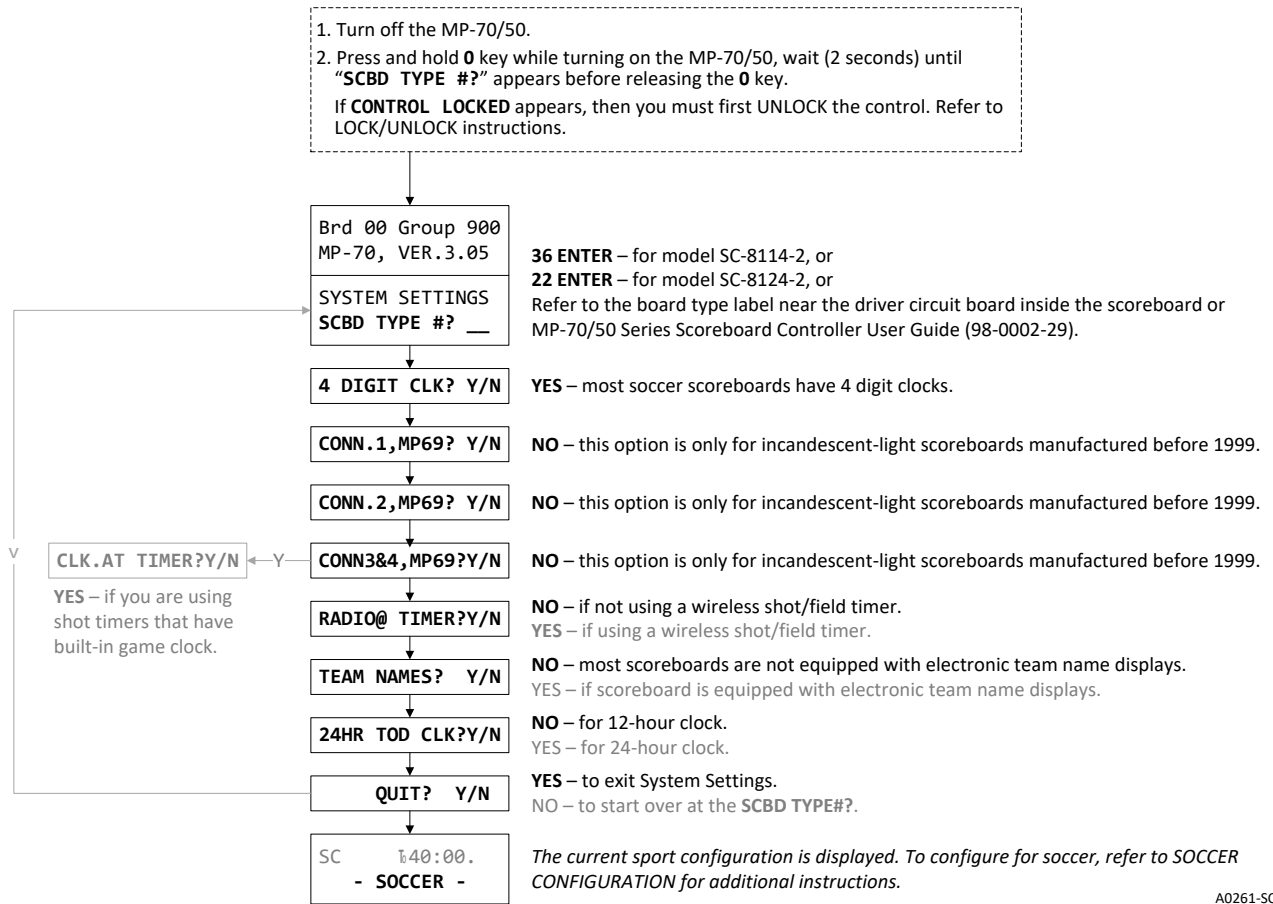 1. Turn off the MP-70/50.
2. Press and hold 0 key while turning on the MP-70/50, wait (2 seconds) until
“SCBD TYPE #?” appears before releasing the 0 key.
If CONTROL LOCKED appears, then you must first UNLOCK the control. Refer to
LOCK/UNLOCK instructions.
Brd 00 Group 900
MP-70, VER.3.05
SYSTEM SETTINGS
SCBD TYPE #? __
36 ENTER – for model SC-8114-2, or
22 ENTER – for model SC-8124-2, or
Refer to the board type label near the driver circuit board inside the scoreboard or
MP-70/50 Series Scoreboard Controller User Guide (98-0002-29).
4 DIGIT CLK? Y/N
YES – most soccer scoreboards have 4 digit clocks.
CONN.1,MP69? Y/N
NO – this option is only for incandescent-light scoreboards manufactured before 1999.
CONN.2,MP69? Y/N
NO – this option is only for incandescent-light scoreboards manufactured before 1999.
V
CLK.AT TIMER?Y/N
Y
CONN3&4,MP69?Y/N
NO – this option is only for incandescent-light scoreboards manufactured before 1999.
YES – if you are using
shot timers that have
built-in game clock.
RADIO@ TIMER?Y/N
NO – if not using a wireless shot/field timer.
YES – if using a wireless shot/field timer.
TEAM NAMES? Y/N
NO – most scoreboards are not equipped with electronic team name displays.
YES – if scoreboard is equipped with electronic team name displays.
24HR TOD CLK?Y/N
NO – for 12-hour clock.
YES – for 24-hour clock.
QUIT? Y/N
YES – to exit System Settings.
NO – to start over at the SCBD TYPE#?.
SC 40:00.
- SOCCER -
The current sport configuration is displayed. To configure for soccer, refer to SOCCER
CONFIGURATION for additional instructions.